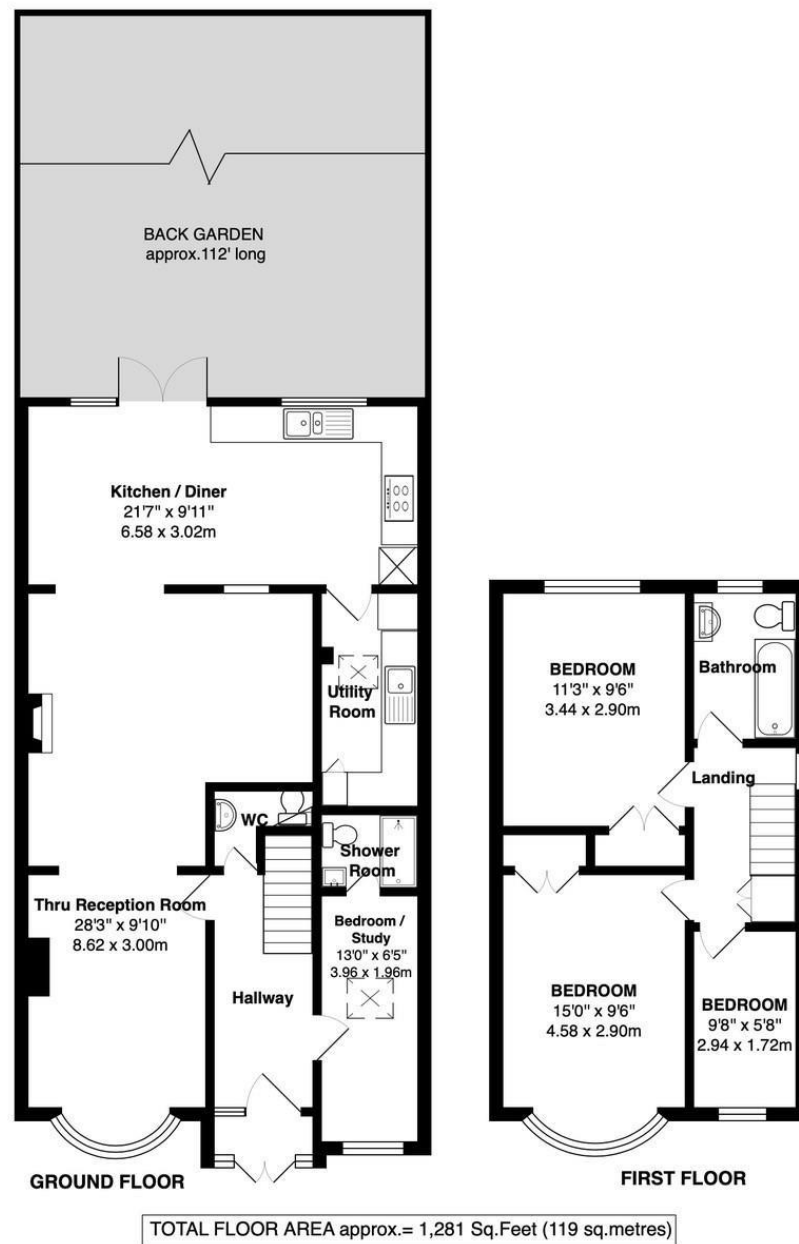 BACK GARDEN
approx.112' long
Kitchen / Diner
21'7" x 9'11"
6.58 x 3.02m
Utility
Room
WC
Shower
Room
Thru Reception Room
28'3" x 9'10"
8.62 x 3.00m
Bedroom /
Study
13'0" x 6'5"
3.96 x 1.96m
Hallway
GROUND FLOOR
BEDROOM
11'3" x 9'6"
3.44 x 2.90m
Bathroom
Landing
BEDROOM
15'0" x 9'6"
4.58 x 2.90m
BEDROOM
9'8" x 5'8"
2.94 x 1.72m
FIRST FLOOR
TOTAL FLOOR AREA approx.= 1,281 Sq.Feet (119 sq.metres)